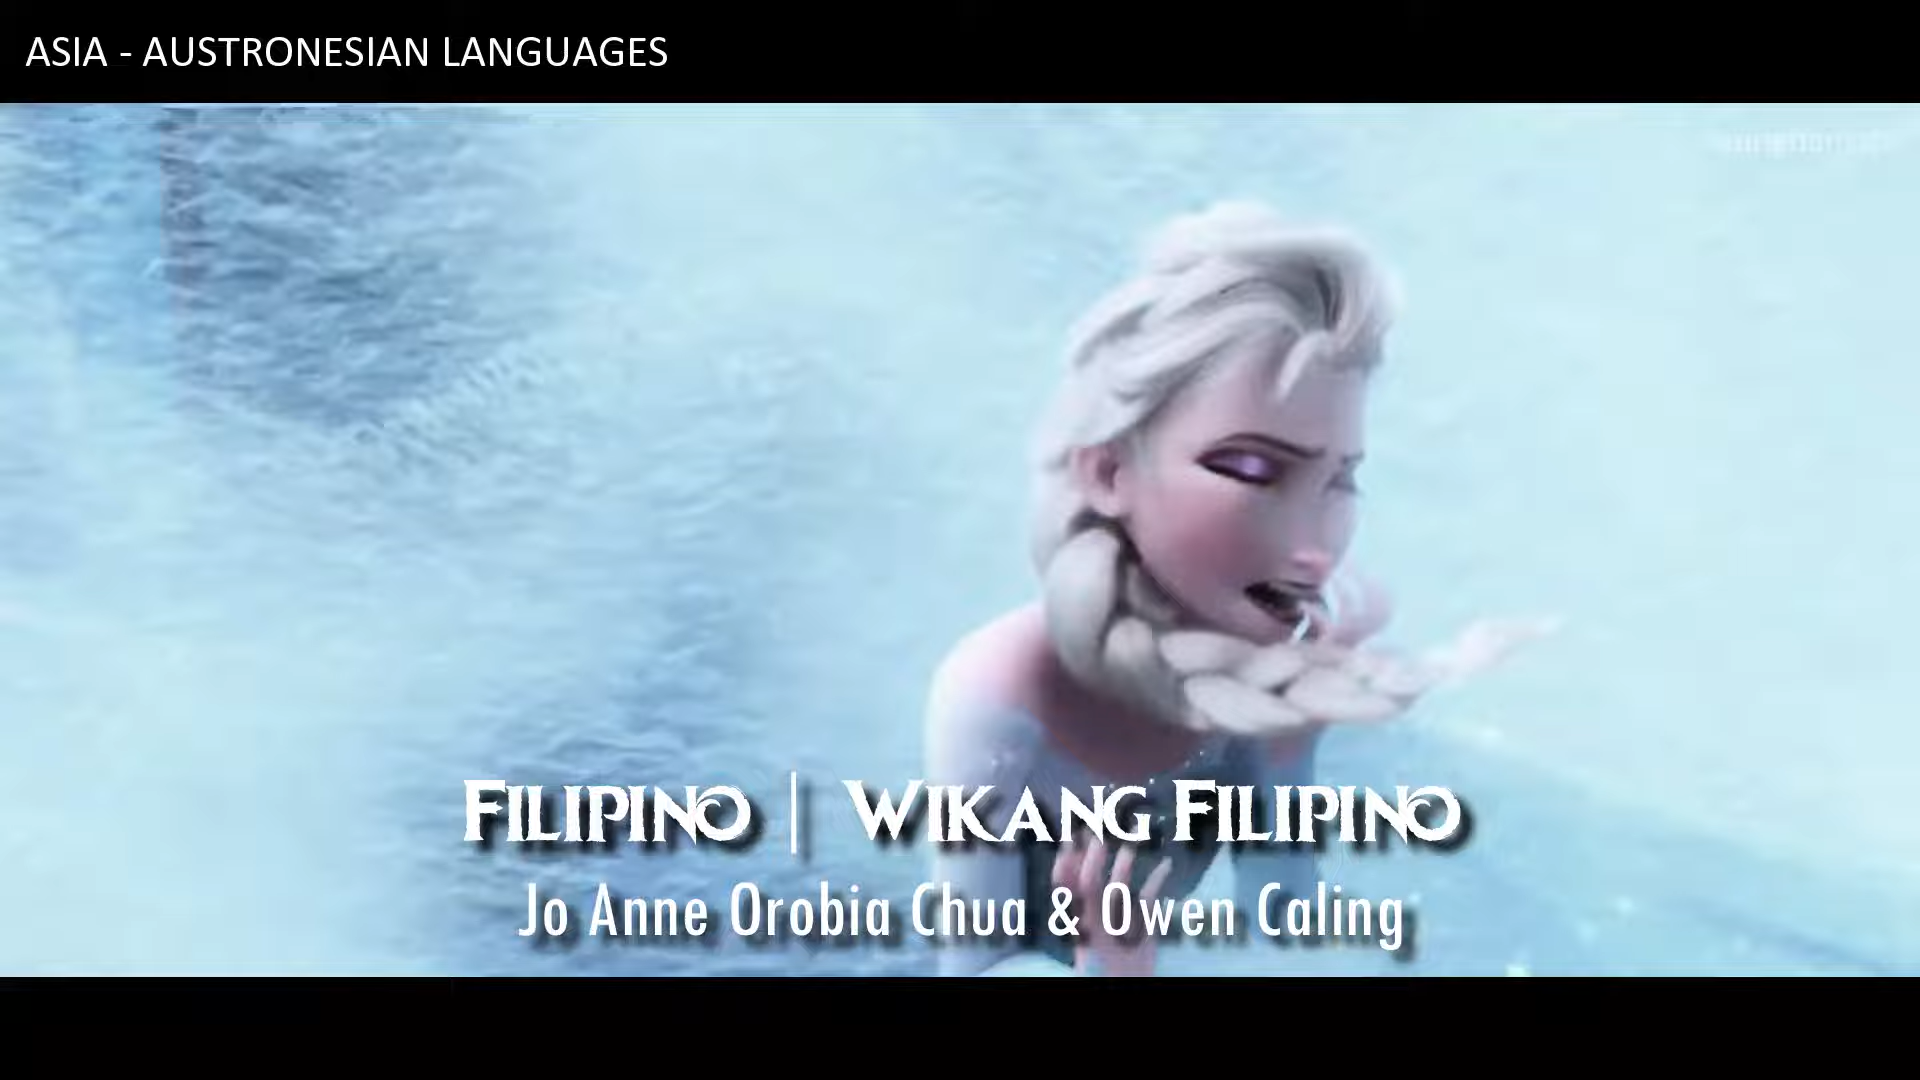 ASIA - AUSTRONESIAN LANGUAGES
FILIPINO | WIKANG FILIPINO
Jo Anne Orobia Chua & Owen Caling